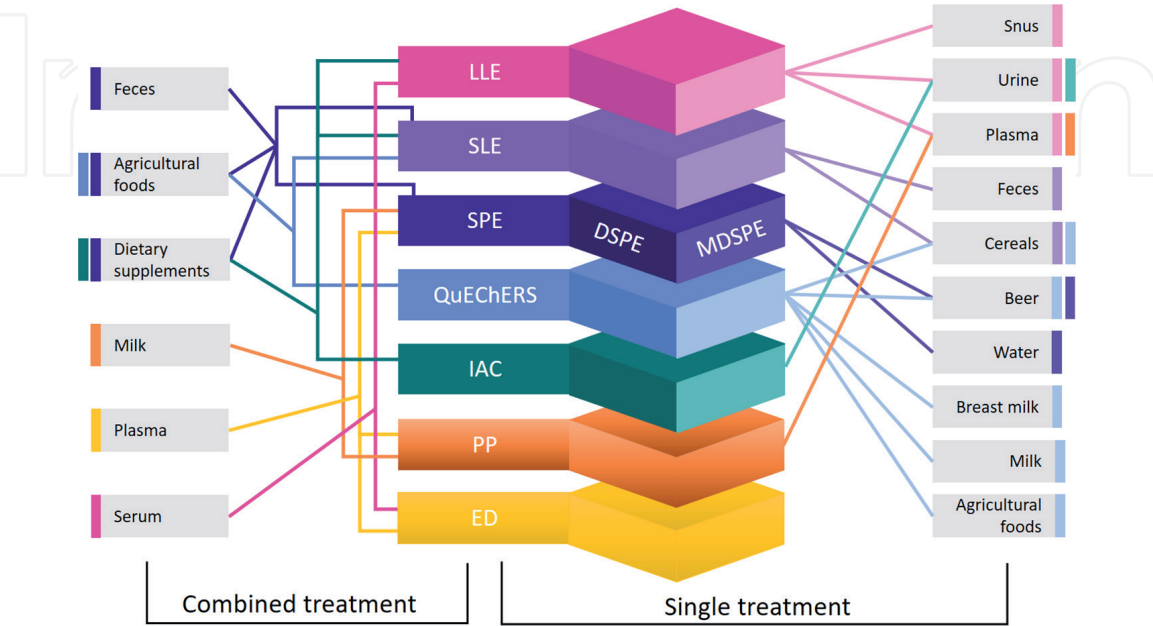 Feces
Agricultural
foods
Dietary
supplements
Milk
Plasma
Serum
Combined treatment
LLE
SLE
SPE
DSPE
MDSPE
QuEChERS
IAC
PP
ED
Snus
Urine
Plasma
Feces
Cereals
Beer
Water
Breast milk
Milk
Agricultural
foods
Single treatment